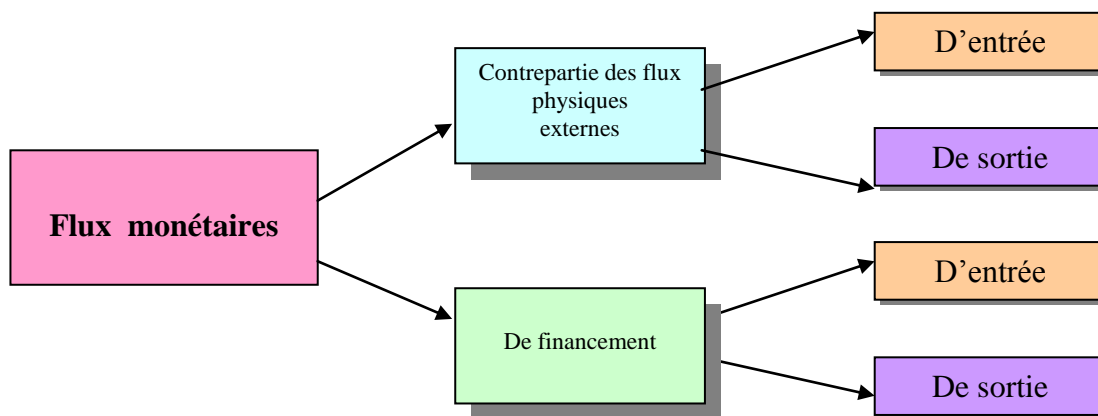 D’entrée
Contrepartie des flux
physiques
externes
De sortie
Flux monétaires
D’entrée
De financement
De sortie